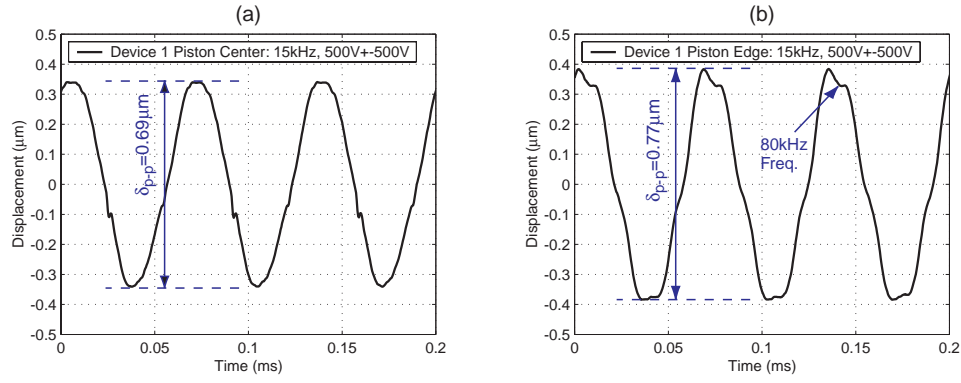 (a)
Device 1 Piston Center: 15kHz, 500V+-500V
0.5
0.4
0.3
0.2
0.1
0
-0.1
-0.2
-0.3
-0.4
-0.5
Displacement (µm)
δp-p=0.69µm
0
0.05
0.1
0.15
0.2
Time (ms)
(b)
Device 1 Piston Edge: 15kHz, 500V+-500V
0.5
0.4
0.3
0.2
0.1
0
-0.1
-0.2
-0.3
-0.4
-0.5
Displacement (µm)
δp-p=0.77µm
80kHz
Freq.
0
0.05
0.1
0.15
0.2
Time (ms)